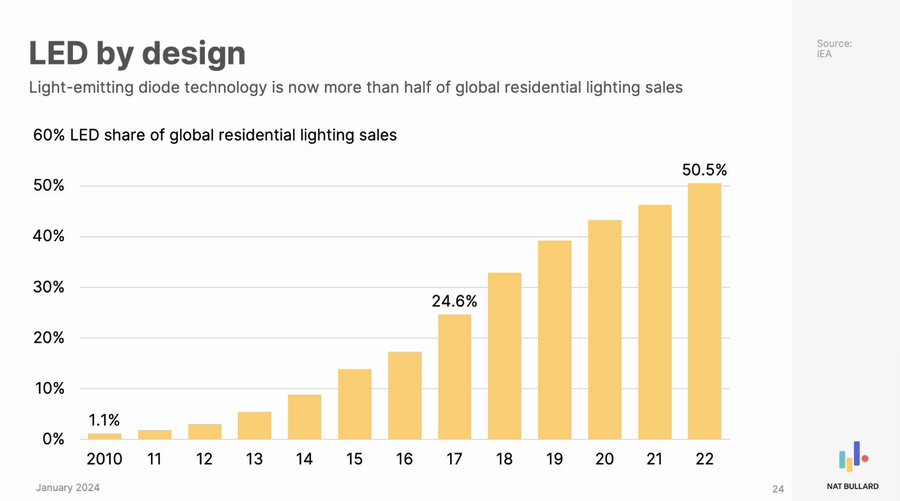 LED by design
Light-emitting diode technology is now more than half of global residential lighting sales
Source:
IEA
60% LED share of global residential lighting sales
50.5%
50%
40%
30%
24.6%
20%
10%
1.1%
0%
2010 11 12 13 14 15 16 17 18 19 20 21 22
January 2024
24
NAT BULLARD